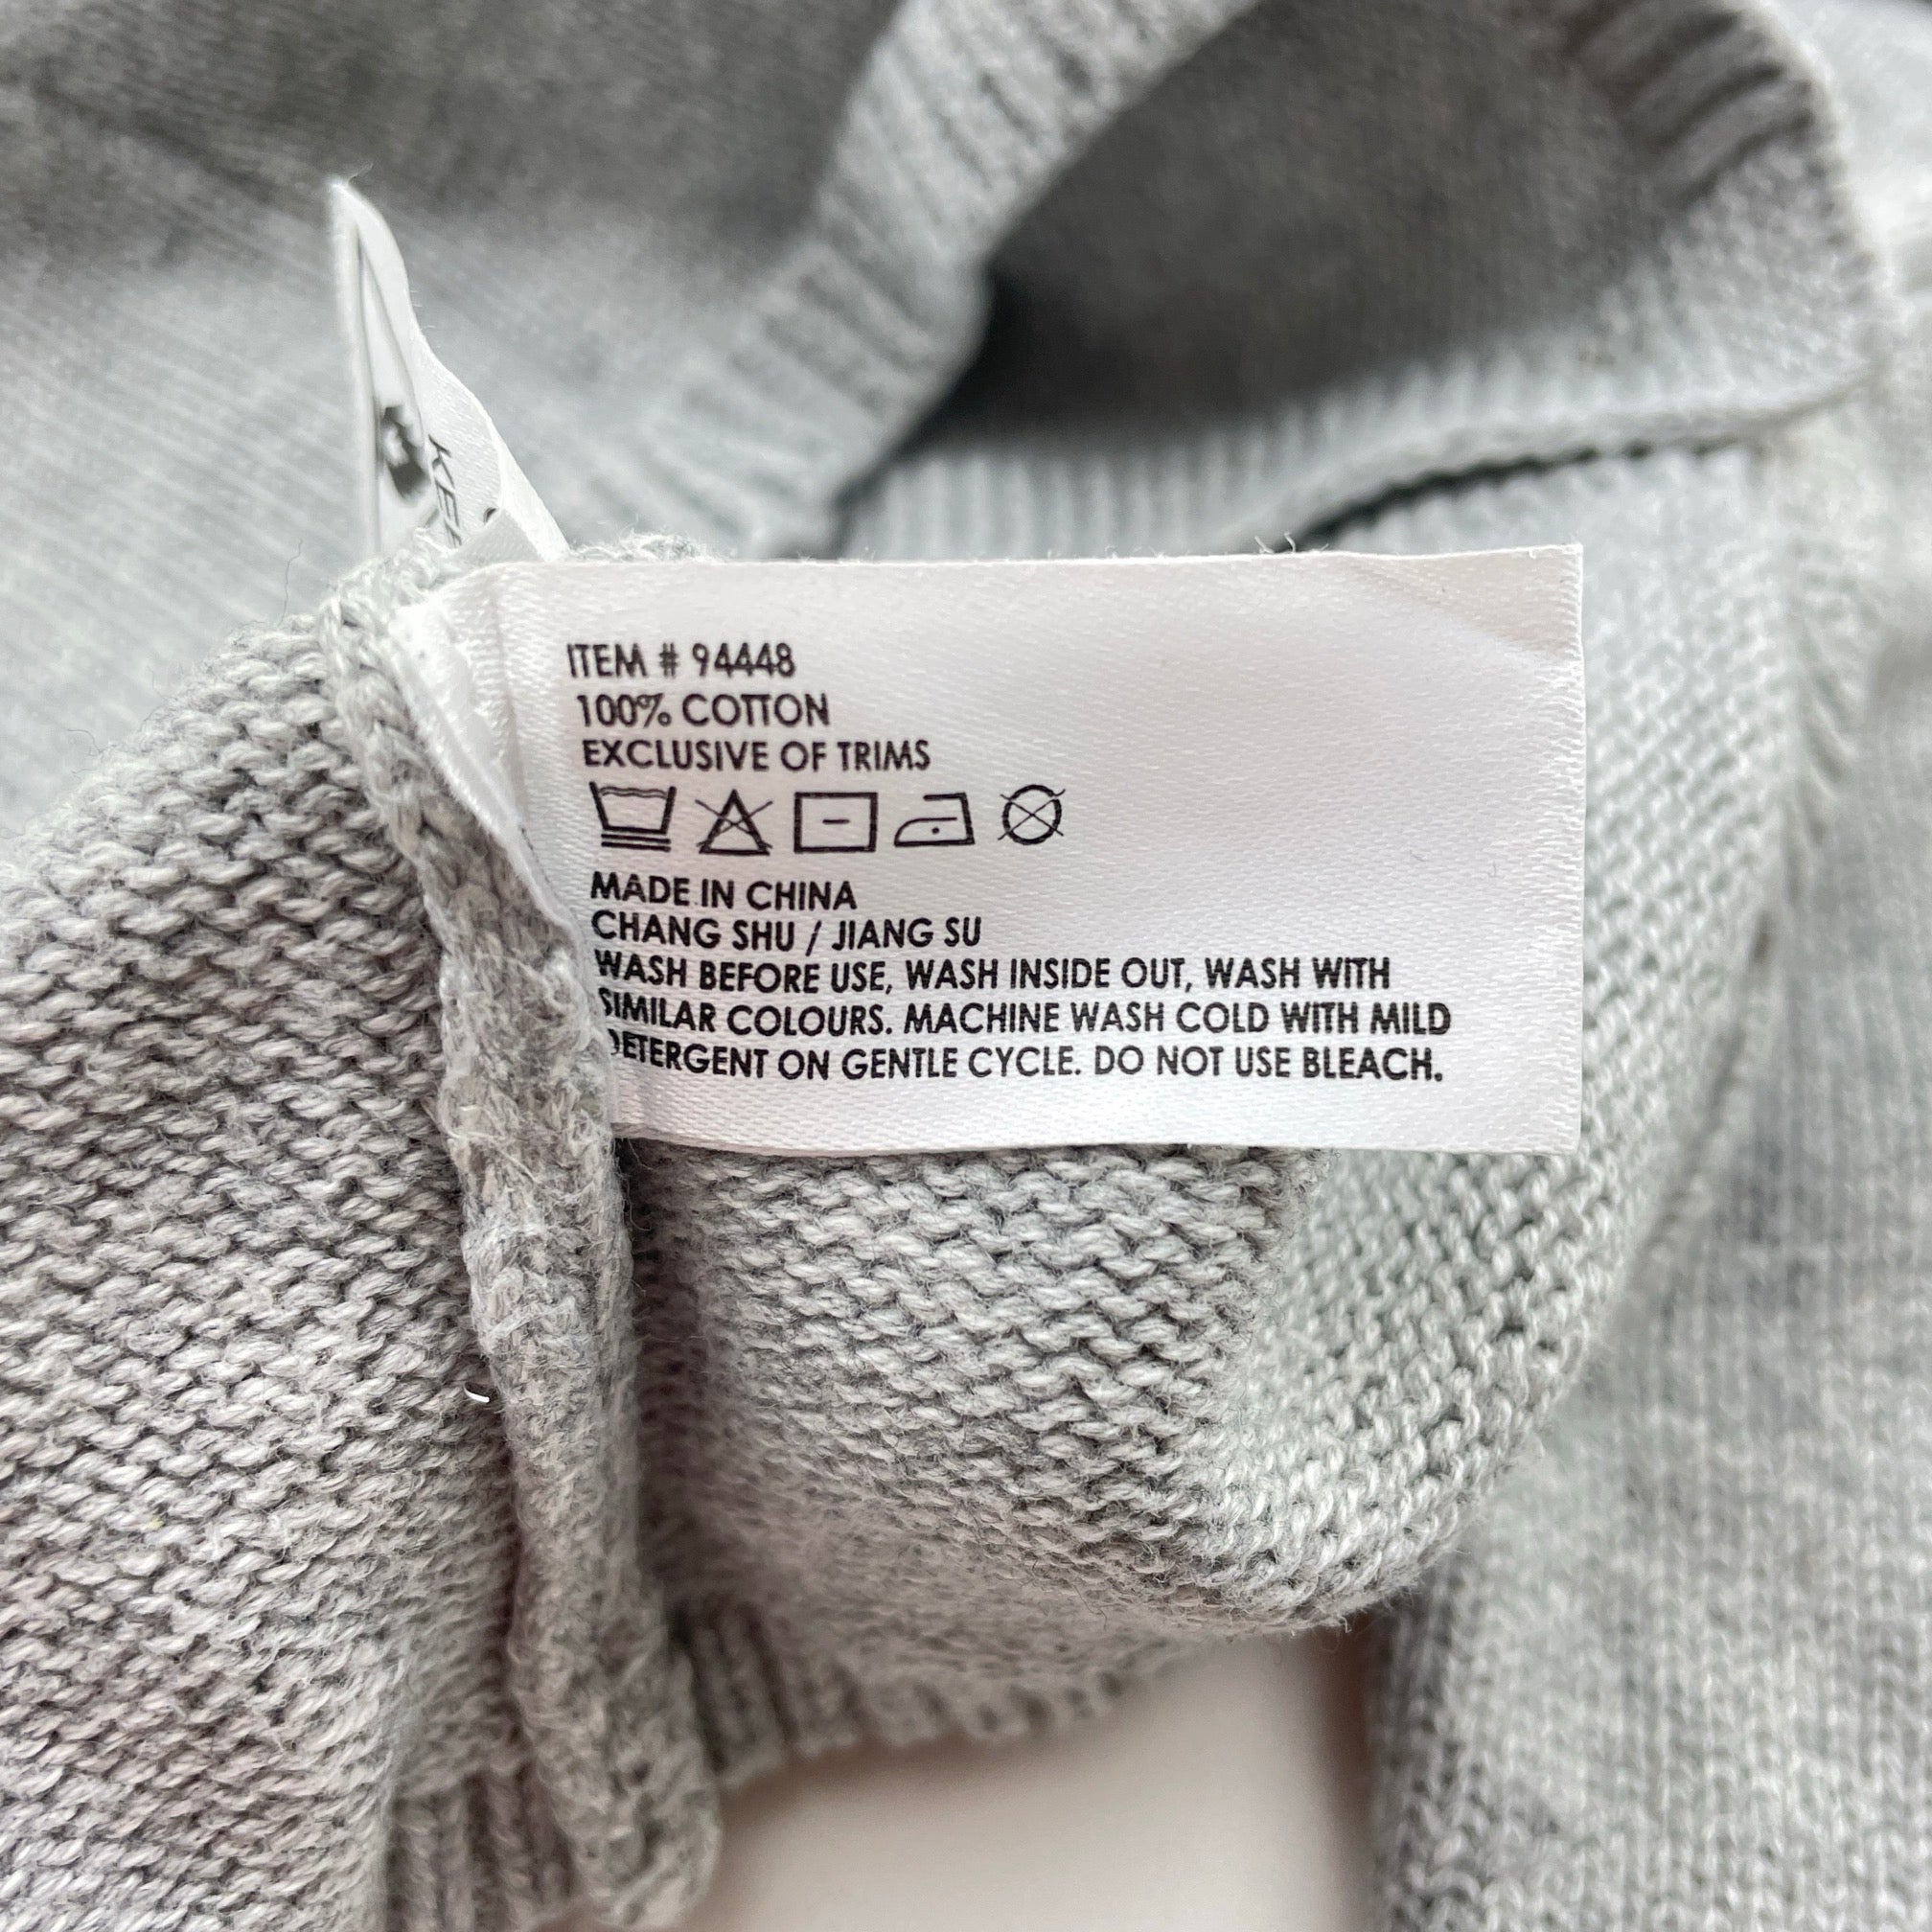 ITEM # 94448
100% COTTON
EXCLUSIVE OF TRIMS
MADE IN CHINA
CHANG SHU / JIANG SU
WASH BEFORE USE, WASH INSIDE OUT, WASH WITH
SIMILAR COLOURS. MACHINE WASH COLD WITH MILD
DETERGENT ON GENTLE CYCLE. DO NOT USE BLEACH.